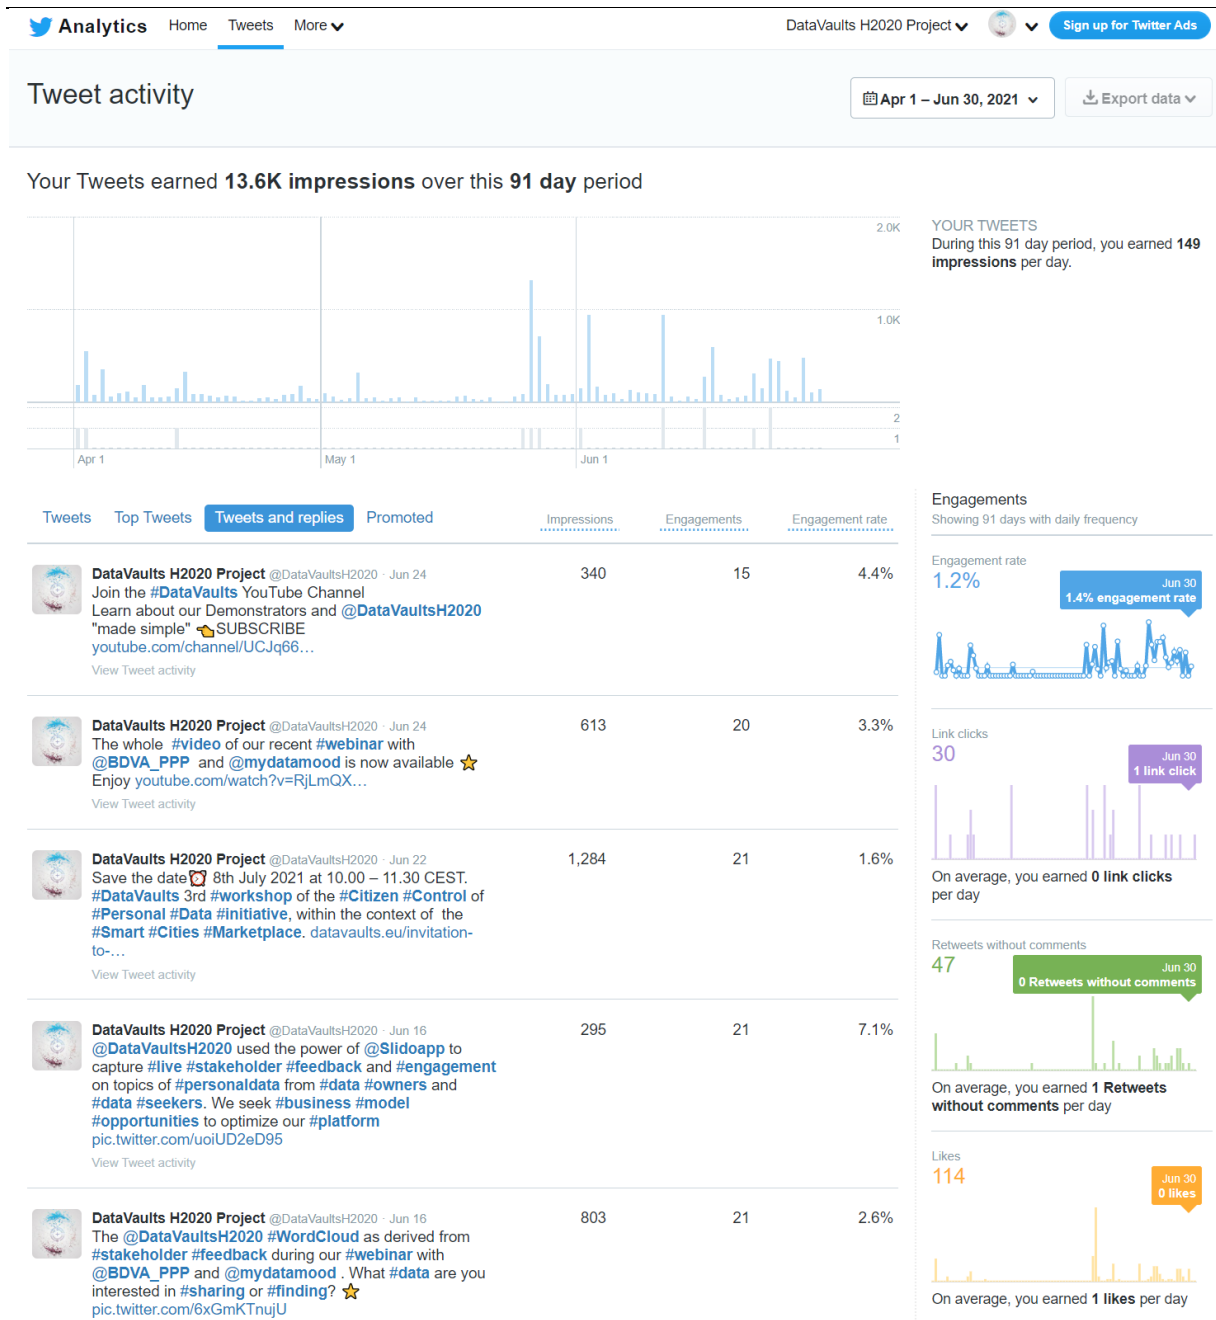 Analytics Home Tweets More DataVaults H2020 Project Sign up for Twitter Ads
Tweet activity
Apr 1 – Jun 30, 2021
Export data
Your Tweets earned 13.6K impressions over this 91 day period
2.0K
1.0K
2
1
Apr 1 May 1 Jun 1
YOUR TWEETS
During this 91 day period, you earned 149
impressions per day.
Tweets Top Tweets Tweets and replies Promoted Impressions Engagements Engagement rate
DataVaults H2020 Project @DataVaultsH2020 · Jun 24 340 15 4.4%
Join the #DataVaults YouTube Channel
Learn about our Demonstrators and @DataVaultsH2020
"made simple" 👈SUBSCRIBE
youtube.com/channel/UCJq66…
View Tweet activity
DataVaults H2020 Project @DataVaultsH2020 · Jun 24 613 20 3.3%
The whole #video of our recent #webinar with
@BDVA_PPP and @mydatamood is now available ⭐
Enjoy youtube.com/watch?v=RjLmQX…
View Tweet activity
DataVaults H2020 Project @DataVaultsH2020 · Jun 22 1,284 21 1.6%
Save the date⏰ 8th July 2021 at 10.00 – 11.30 CEST.
#DataVaults 3rd #workshop of the #Citizen #Control of
#Personal #Data #initiative, within the context of the
#Smart #Cities #Marketplace. datavaults.eu/invitation-
to-…
View Tweet activity
DataVaults H2020 Project @DataVaultsH2020 · Jun 16 295 21 7.1%
@DataVaultsH2020 used the power of @Slidoapp to
capture #live #stakeholder #feedback and #engagement
on topics of #personaldata from #data #owners and
#data #seekers. We seek #business #model
#opportunities to optimize our #platform
pic.twitter.com/uoiUD2eD95
View Tweet activity
DataVaults H2020 Project @DataVaultsH2020 · Jun 16 803 21 2.6%
The @DataVaultsH2020 #WordCloud as derived from
#stakeholder #feedback during our #webinar with
@BDVA_PPP and @mydatamood . What #data are you
interested in #sharing or #finding? ⭐
pic.twitter.com/6xGmKTnujU
Engagements
Showing 91 days with daily frequency
Engagement rate
1.2%
Jun 30
1.4% engagement rate
Link clicks
30
Jun 30
1 link click
On average, you earned 0 link clicks
per day
Retweets without comments
47
Jun 30
0 Retweets without comments
On average, you earned 1 Retweets
without comments per day
Likes
114
Jun 30
0 likes
On average, you earned 1 likes per day